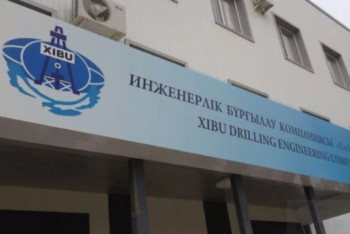 XIBU
ИНЖЕНЕРЛІК БҰРҒЫЛАУ КОМПАНИЯСЫ
XIBU DRILLING ENGINEERING